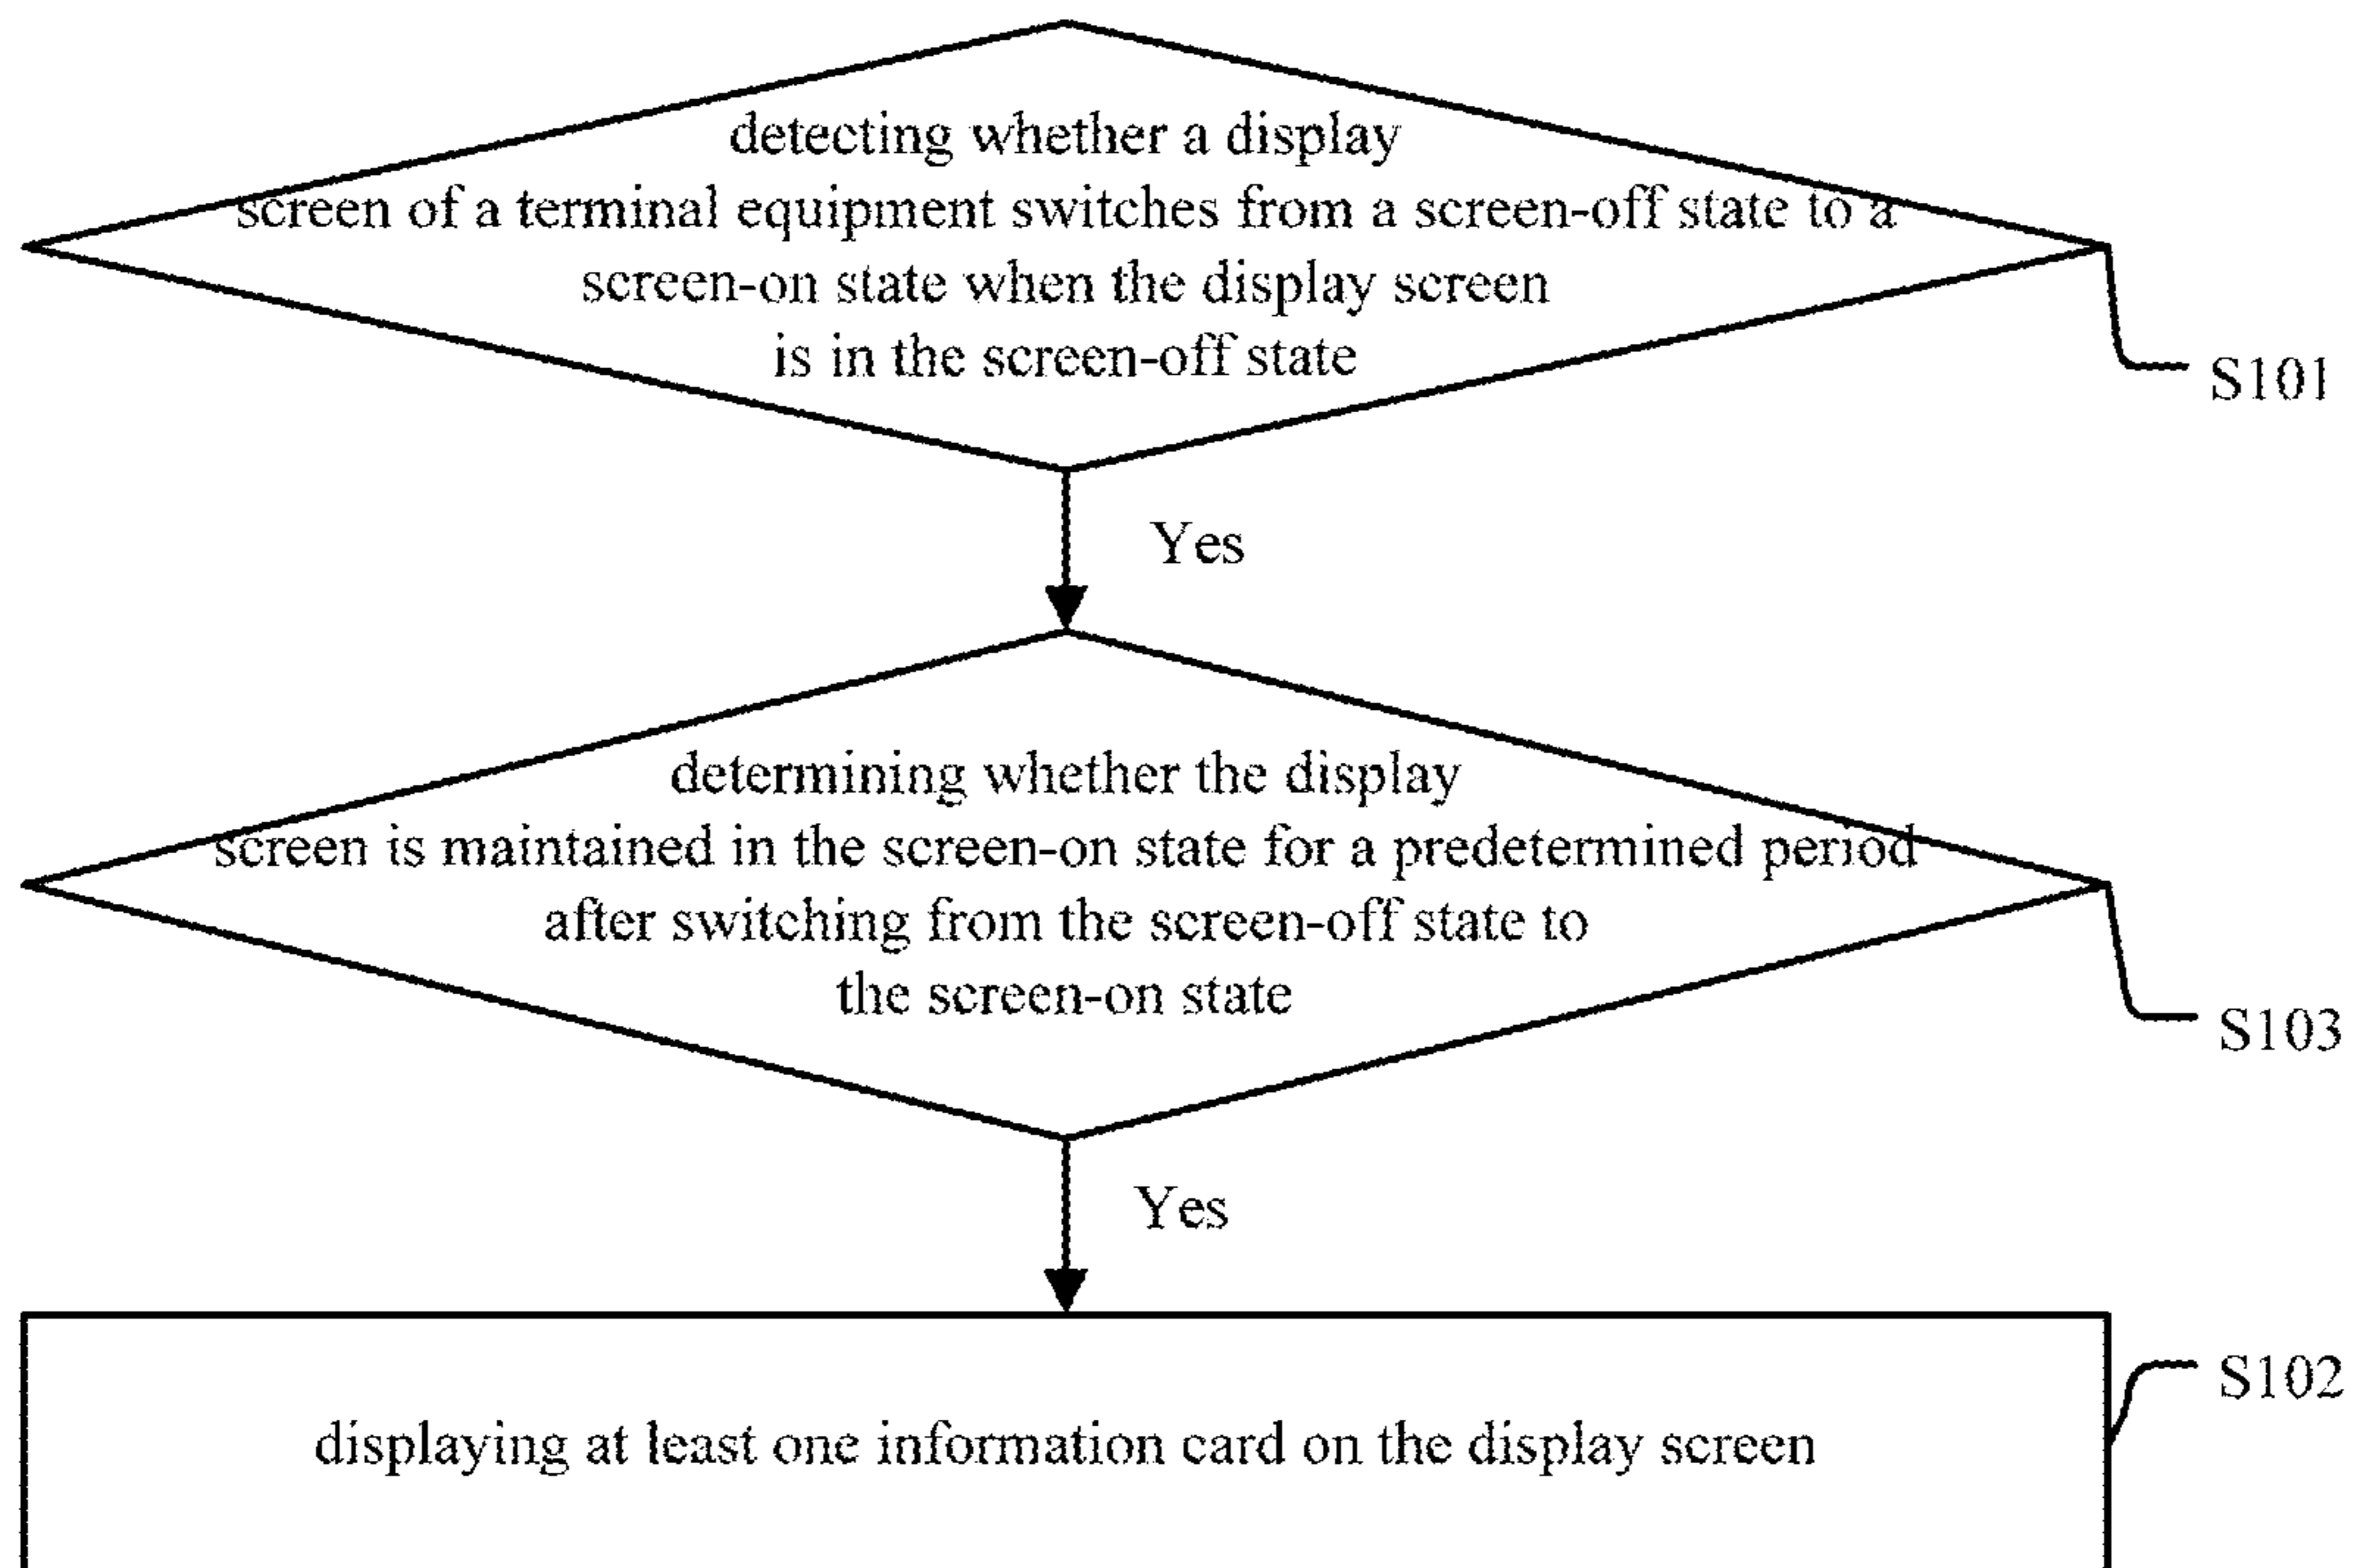 detecting whether a display
screen of a terminal equipment switches from a screen-off state to a
screen-on state when the display screen
is in the screen-off state
S101
Yes
determining whether the display
screen is maintained in the screen-on state for a predetermined period
after switching from the screen-off state to
the screen-on state
S103
Yes
S102
displaying at least one information card on the display screen